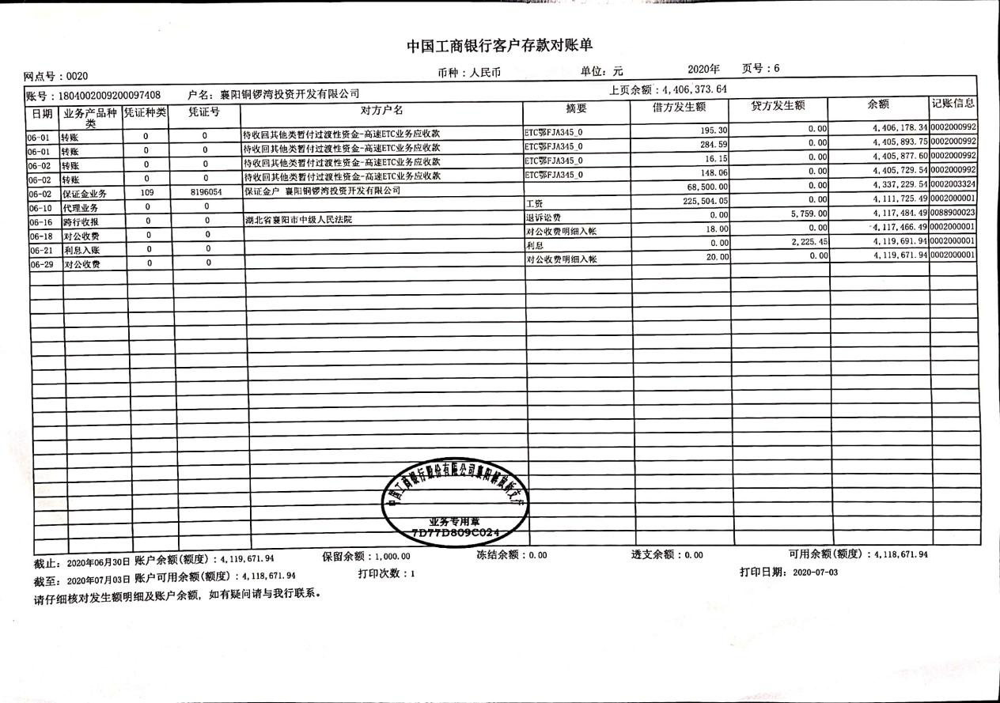 中国工商银行客户存款对账单
网点号：0020 币种：人民币 单位：元 2020年 页号：6
账号：1804002009200097408 户名：襄阳铜锣湾投资开发有限公司 上页余额：4,406,373.64
日期 业务产品种类 凭证种类 凭证号 对方户名 摘要 借方发生额 贷方发生额 余额 记账信息
06-01 转账 0 0 待收回其他类暂付过渡性资金-高速ETC业务应收款 ETC鄂FJA345_0 195.30 0.00 4,406,178.34 0002000992
06-01 转账 0 0 待收回其他类暂付过渡性资金-高速ETC业务应收款 ETC鄂FJA345_0 284.59 0.00 4,405,893.75 0002000992
06-02 转账 0 0 待收回其他类暂付过渡性资金-高速ETC业务应收款 ETC鄂FJA345_0 16.15 0.00 4,405,877.60 0002000992
06-02 转账 0 0 待收回其他类暂付过渡性资金-高速ETC业务应收款 ETC鄂FJA345_0 148.06 0.00 4,405,729.54 0002000992
06-02 保证金业务 109 8196054 保证金户 襄阳铜锣湾投资开发有限公司 68,500.00 0.00 4,337,229.54 0002003324
06-10 代理业务 0 0 工资 225,504.05 0.00 4,111,725.49 0002000001
06-16 跨行收报 0 0 湖北省襄阳市中级人民法院 退诉讼费 0.00 5,759.00 4,117,484.49 0088900023
06-18 对公收费 0 0 对公收费明细入帐 18.00 0.00 4,117,466.49 0002000001
06-21 利息入账 0 0 利息 0.00 2,225.45 4,119,691.94 0002000001
06-29 对公收费 0 0 对公收费明细入帐 20.00 0.00 4,119,671.94 0002000001
中国工商银行股份有限公司襄阳解放桥支行
业务专用章
7D77D809C024
截止：2020年06月30日 账户余额(额度)：4,119,671.94 保留余额：1,000.00 冻结余额：0.00 透支余额：0.00 可用余额(额度)：4,118,671.94
截至：2020年07月03日 账户可用余额(额度)：4,118,671.94 打印次数：1 打印日期：2020-07-03
请仔细核对发生额明细及账户余额，如有疑问请与我行联系。